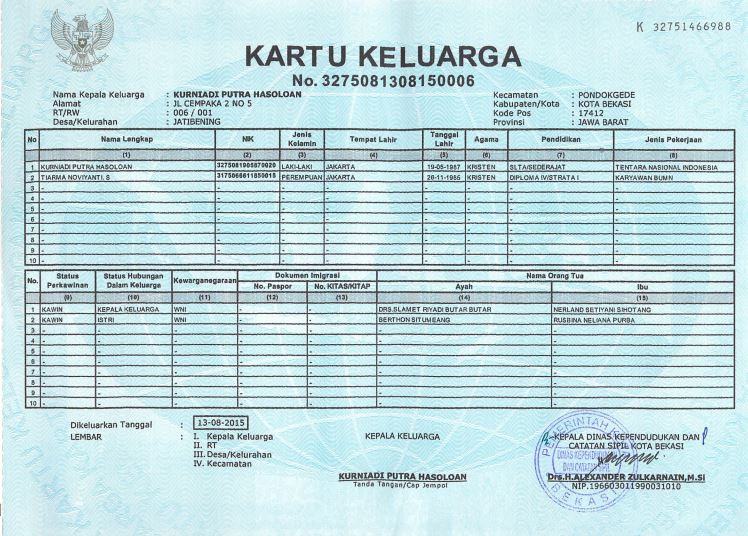 K 32751466988
KARTU KELUARGA
No. 3275081308150006
Nama Kepala Keluarga : KURNIADI PUTRA HASOLOAN
Alamat : JL CEMPAKA 2 NO 5
RT/RW : 006 / 001
Desa/Kelurahan : JATIBENING
Kecamatan : PONDOKGEDE
Kabupaten/Kota : KOTA BEKASI
Kode Pos : 17412
Provinsi : JAWA BARAT
No Nama Lengkap NIK Jenis Kelamin Tempat Lahir Tanggal Lahir Agama Pendidikan Jenis Pekerjaan
(1) (2) (3) (4) (5) (6) (7) (8)
1 KURNIADI PUTRA HASOLOAN 3275081905870020 LAKI-LAKI JAKARTA 19-05-1987 KRISTEN SLTA/SEDERAJAT TENTARA NASIONAL INDONESIA
2 TIARMA NOVIYANTI. S 3175066611850015 PEREMPUAN JAKARTA 26-11-1985 KRISTEN DIPLOMA IV/STRATA I KARYAWAN BUMN
3 - - - - - - -
4 - - - - - - -
5 - - - - - - -
6 - - - - - - -
7 - - - - - - -
8 - - - - - - -
9 - - - - - - -
10 - - - - - - -
No. Status Perkawinan Status Hubungan Dalam Keluarga Kewarganegaraan Dokumen Imigrasi Nama Orang Tua
No. Paspor No. KITAS/KITAP Ayah Ibu
(9) (10) (11) (12) (13) (14) (15)
1 KAWIN KEPALA KELUARGA WNI - - DRS.SLAMET RIYADI BUTAR BUTAR NERLAND SETIYANI SIHOTANG
2 KAWIN ISTRI WNI - - BERTHON SITUMEANG RUSBINA NELIANA PURBA
3 - - - - - - -
4 - - - - - - -
5 - - - - - - -
6 - - - - - - -
7 - - - - - - -
8 - - - - - - -
9 - - - - - - -
10 - - - - - - -
Dikeluarkan Tanggal : 13-08-2015
LEMBAR : I. Kepala Keluarga
II. RT
III. Desa/Kelurahan
IV. Kecamatan
KEPALA KELUARGA
KURNIADI PUTRA HASOLOAN
Tanda Tangan/Cap Jempol
KEPALA DINAS KEPENDUDUKAN DAN
CATATAN SIPIL KOTA BEKASI
PEMERINTAH
DINAS KEPENDUDUKAN
DAN CATATAN SIPIL
BEKASI
Drs.H.ALEXANDER ZULKARNAIN,M.Si
NIP.196603011990031010